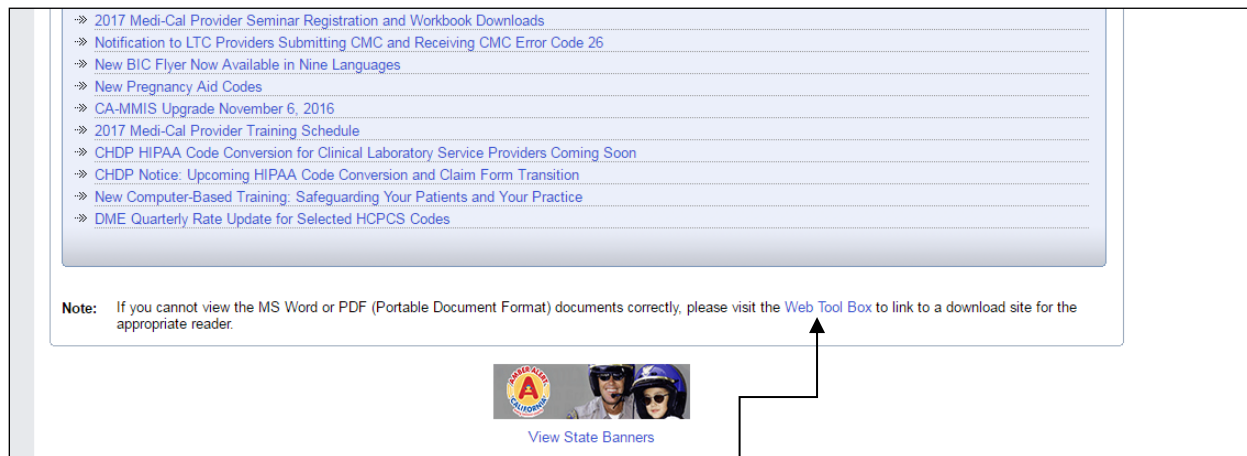 2017 Medi-Cal Provider Seminar Registration and Workbook Downloads
Notification to LTC Providers Submitting CMC and Receiving CMC Error Code 26
New BIC Flyer Now Available in Nine Languages
New Pregnancy Aid Codes
CA-MMIS Upgrade November 6, 2016
2017 Medi-Cal Provider Training Schedule
CHDP HIPAA Code Conversion for Clinical Laboratory Service Providers Coming Soon
CHDP Notice: Upcoming HIPAA Code Conversion and Claim Form Transition
New Computer-Based Training: Safeguarding Your Patients and Your Practice
DME Quarterly Rate Update for Selected HCPCS Codes
Note: If you cannot view the MS Word or PDF (Portable Document Format) documents correctly, please visit the Web Tool Box to link to a download site for the
appropriate reader.
AMBER ALERT
A
CALIFORNIA
View State Banners